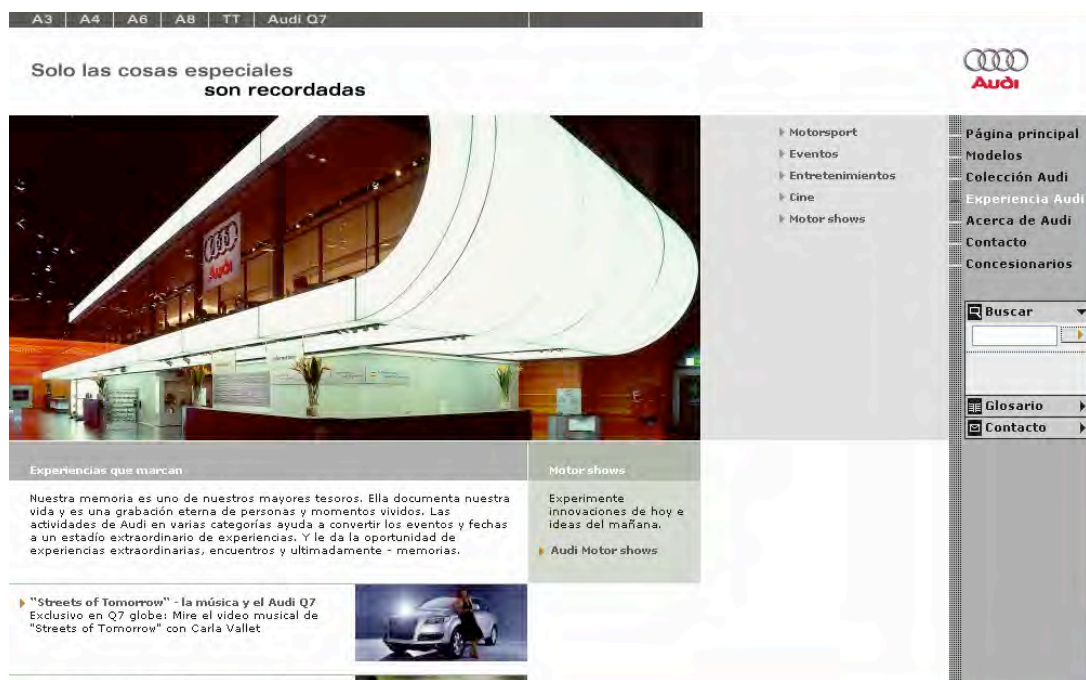 A3 | A4 | A6 | A8 | TT | Audi Q7
Solo las cosas especiales
son recordadas
Audi
Audi
Motorsport
Eventos
Entretenimientos
Cine
Motor shows
Página principal
Modelos
Colección Audi
Experiencia Audi
Acerca de Audi
Contacto
Concesionarios
Buscar
Glosario
Contacto
Experiencias que marcan
Nuestra memoria es uno de nuestros mayores tesoros. Ella documenta nuestra
vida y es una grabación eterna de personas y momentos vividos. Las
actividades de Audi en varias categorías ayuda a convertir los eventos y fechas
a un estadío extraordinario de experiencias. Y le da la oportunidad de
experiencias extraordinarias, encuentros y ultimadamente - memorias.
Motor shows
Experimente
innovaciones de hoy e
ideas del mañana.
Audi Motor shows
"Streets of Tomorrow" - la música y el Audi Q7
Exclusivo en Q7 globe: Mire el video musical de
"Streets of Tomorrow" con Carla Vallet